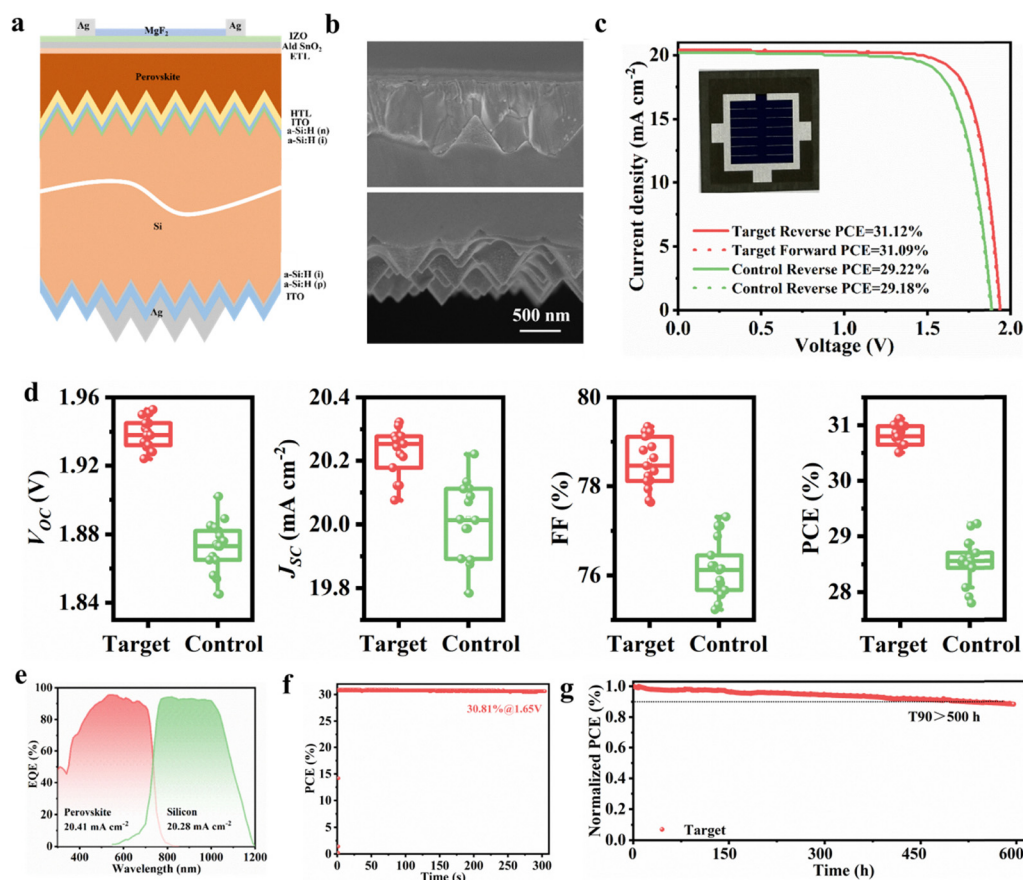 a
Ag
MgF₂
Ag
IZO
Ald SnO₂
ETL
Perovskite
HTL
ITO
a-Si:H (n)
a-Si:H (i)
Si
a-Si:H (i)
a-Si:H (p)
ITO
Ag
b
500 nm
c
Current density (mA cm⁻²)
20
15
10
5
0
Target Reverse PCE=31.12%
Target Forward PCE=31.09%
Control Reverse PCE=29.22%
Control Reverse PCE=29.18%
0.0 0.5 1.0 1.5 2.0
Voltage (V)
d
V_OC (V)
1.96
1.92
1.88
1.84
Target Control
J_SC (mA cm⁻²)
20.4
20.2
20.0
19.8
Target Control
FF (%)
80
78
76
Target Control
PCE (%)
31
30
29
28
Target Control
e
EQE (%)
100
80
60
40
20
0
Perovskite
20.41 mA cm⁻²
Silicon
20.28 mA cm⁻²
400 600 800 1000 1200
Wavelength (nm)
f
PCE (%)
30
25
20
15
10
5
0
30.81%@1.65V
0 50 100 150 200 250 300
Time (s)
g
Normalized PCE (%)
1.0
0.8
0.6
0.4
0.2
0.0
T90＞500 h
Target
0 150 300 450 600
Time (h)